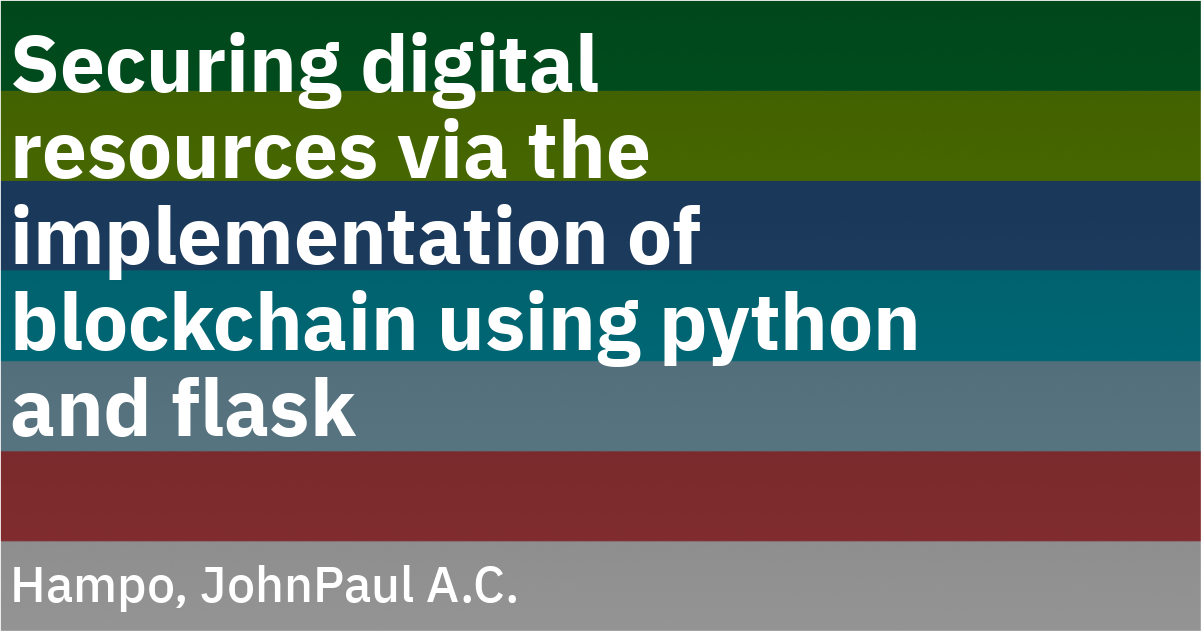 Securing digital
resources via the
implementation of
blockchain using python
and flask
Hampo, JohnPaul A.C.